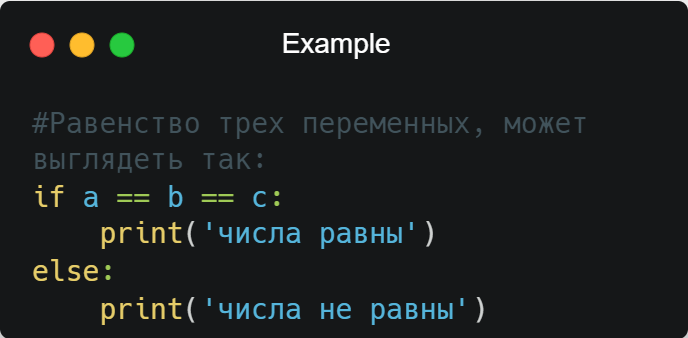 Example
#Равенство трех переменных, может
выглядеть так:
if a == b == c:
    print('числа равны')
else:
    print('числа не равны')